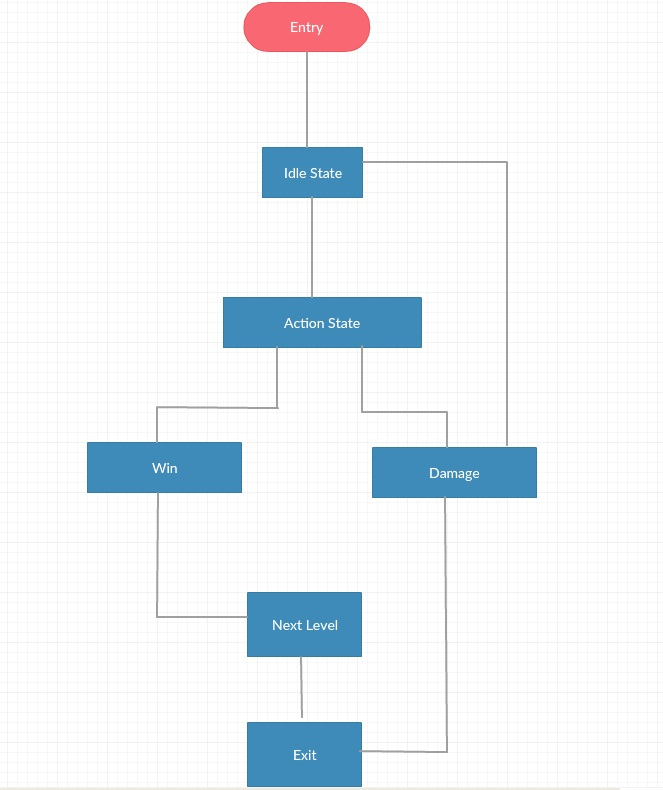 Entry
Idle State
Action State
Win
Damage
Next Level
Exit